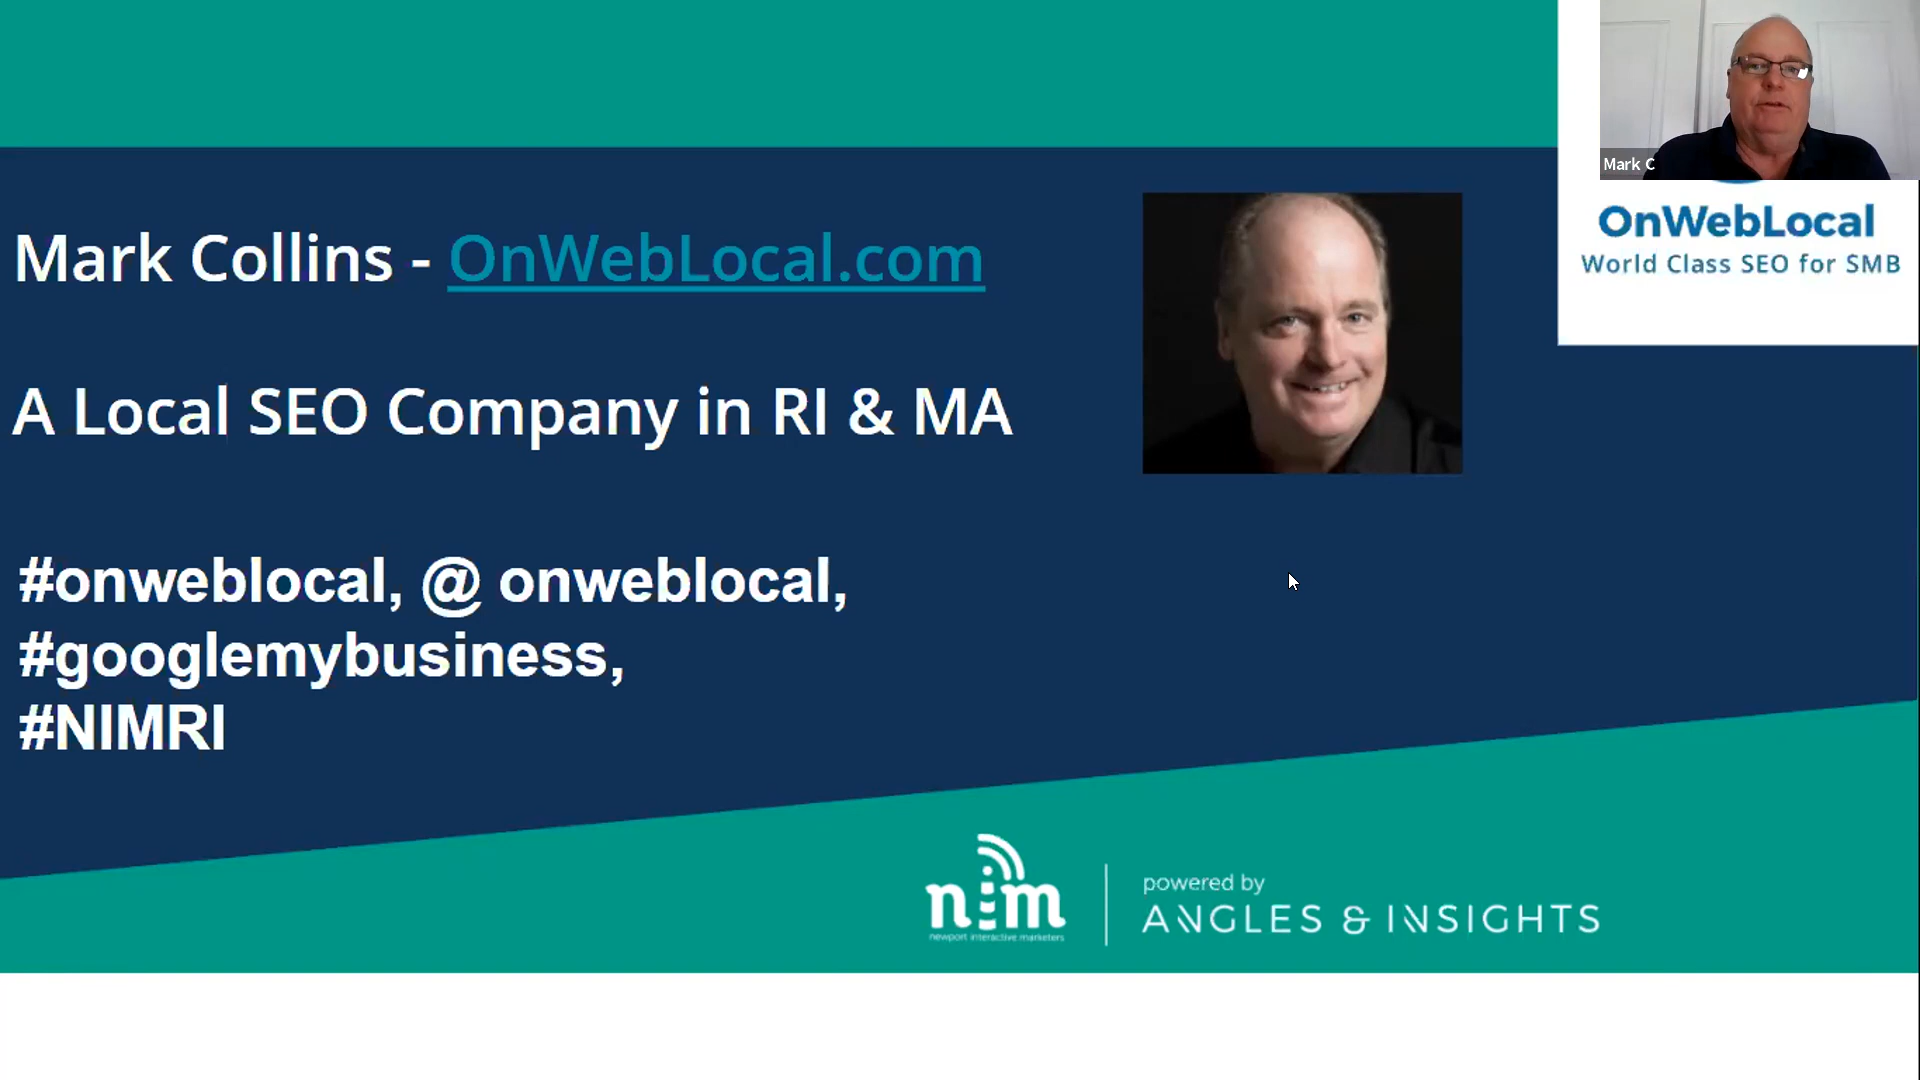 Mark C
OnWebLocal
World Class SEO for SMB
Mark Collins - OnWebLocal.com
A Local SEO Company in RI & MA
#onweblocal, @ onweblocal,
#googlemybusiness,
#NIMRI
nim
newport interactive marketers
powered by
ANGLES & INSIGHTS